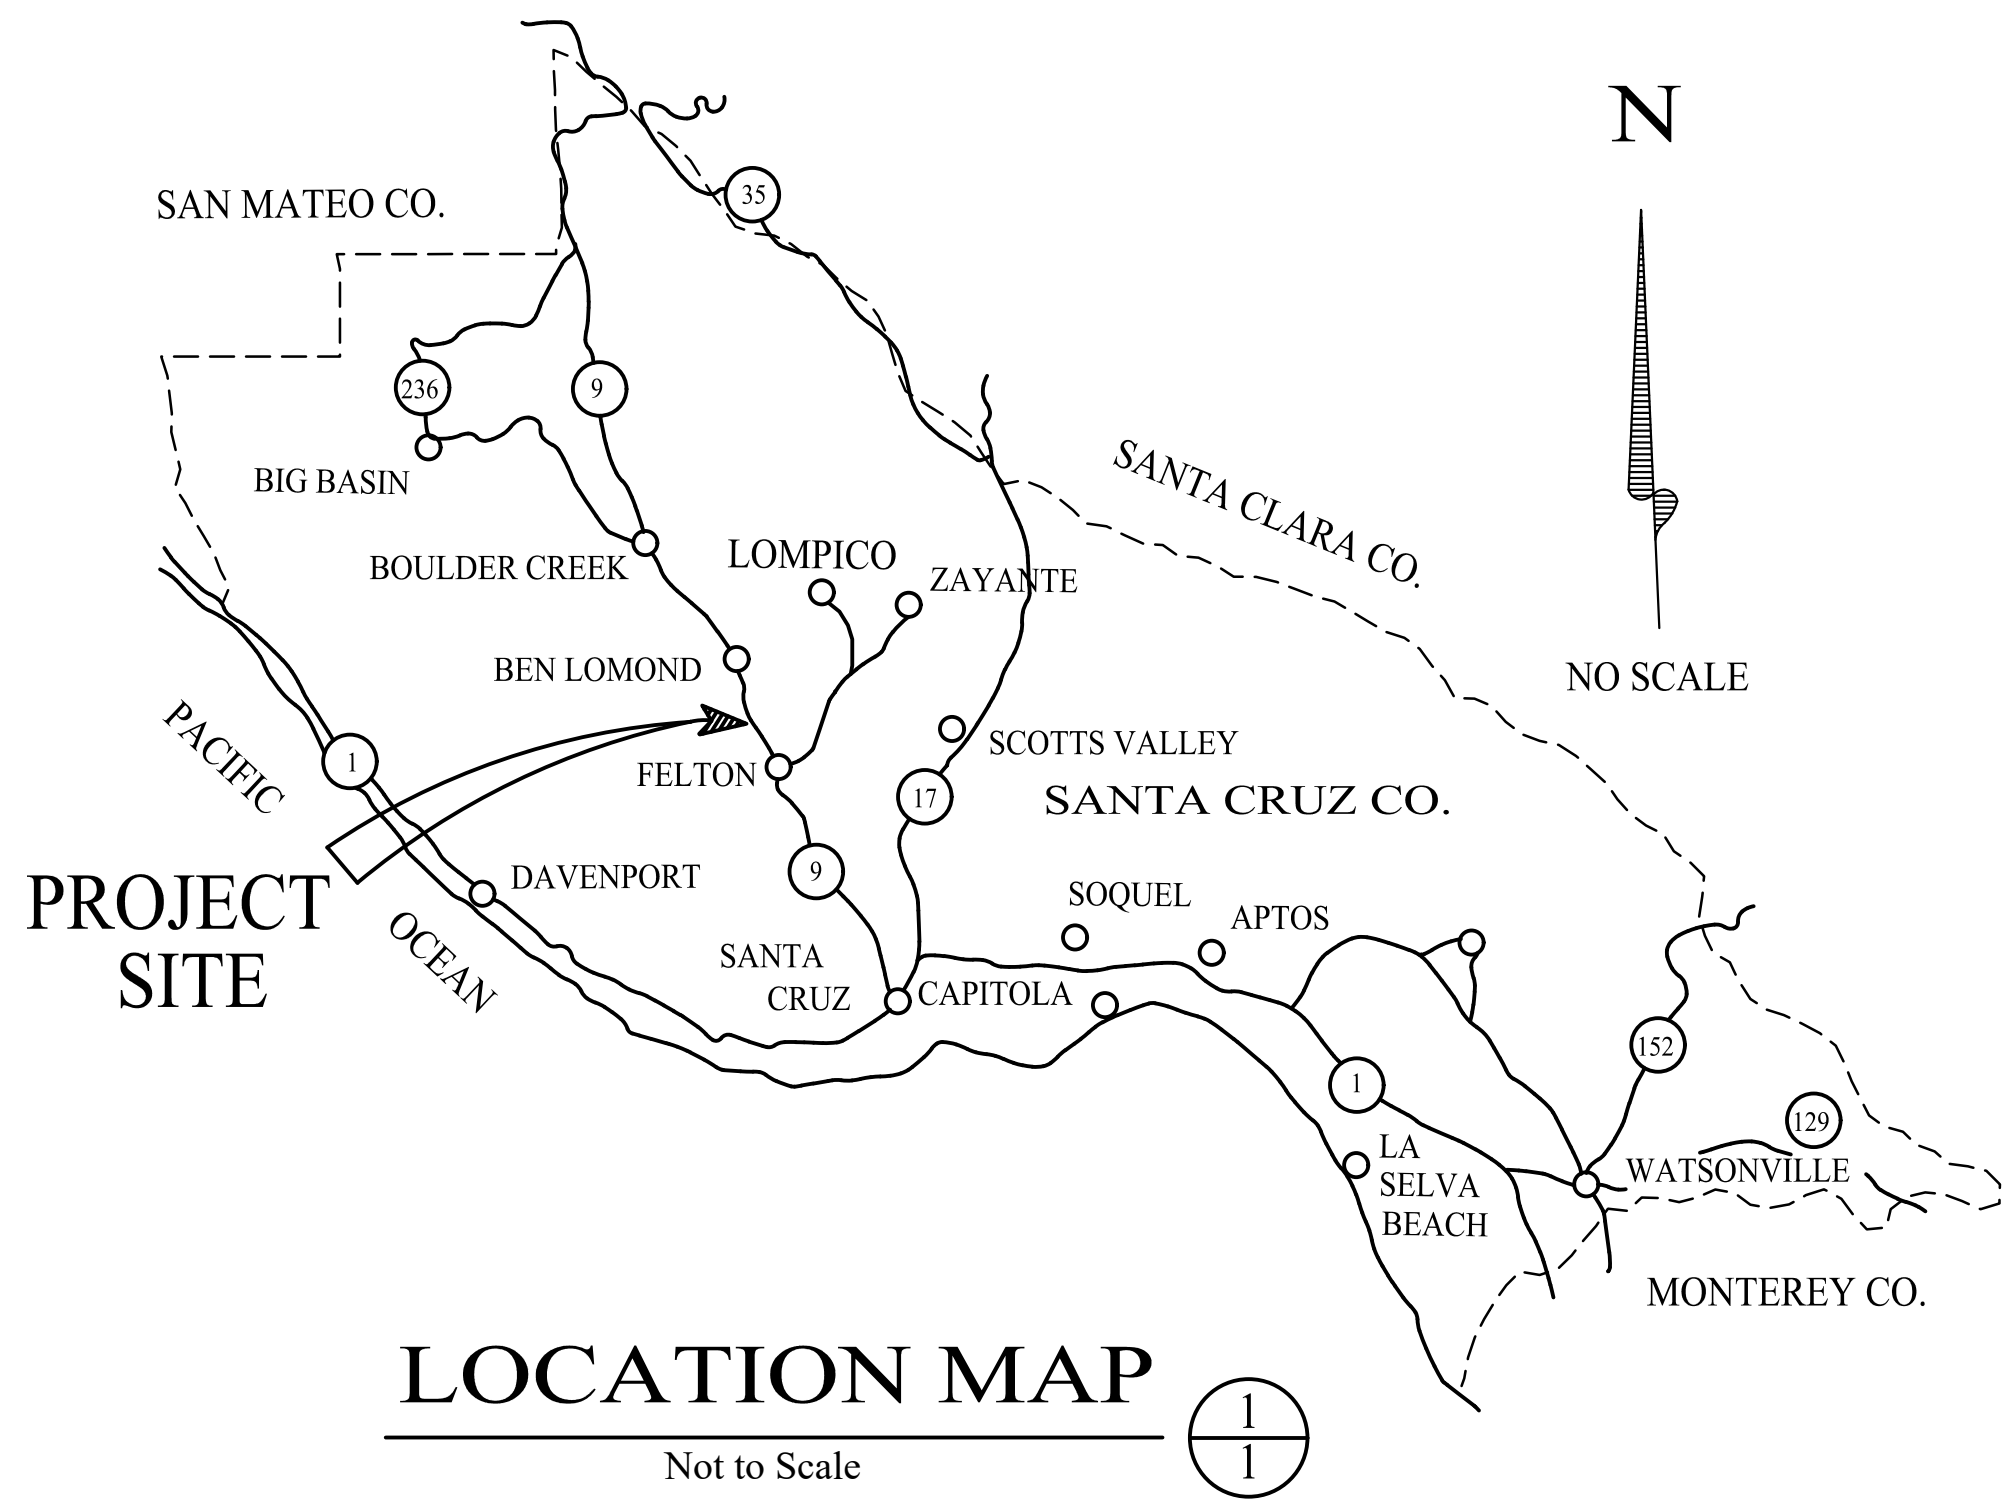 N
35
SAN MATEO CO.
236
9
BIG BASIN
SANTA CLARA CO.
BOULDER CREEK
LOMPICO
ZAYANTE
BEN LOMOND
NO SCALE
PACIFIC
OCEAN
1
FELTON
SCOTTS VALLEY
17
SANTA CRUZ CO.
PROJECT
SITE
DAVENPORT
9
SOQUEL
APTOS
SANTA
CRUZ
CAPITOLA
152
1
129
LA
SELVA
BEACH
WATSONVILLE
MONTEREY CO.
LOCATION MAP
Not to Scale
1
1